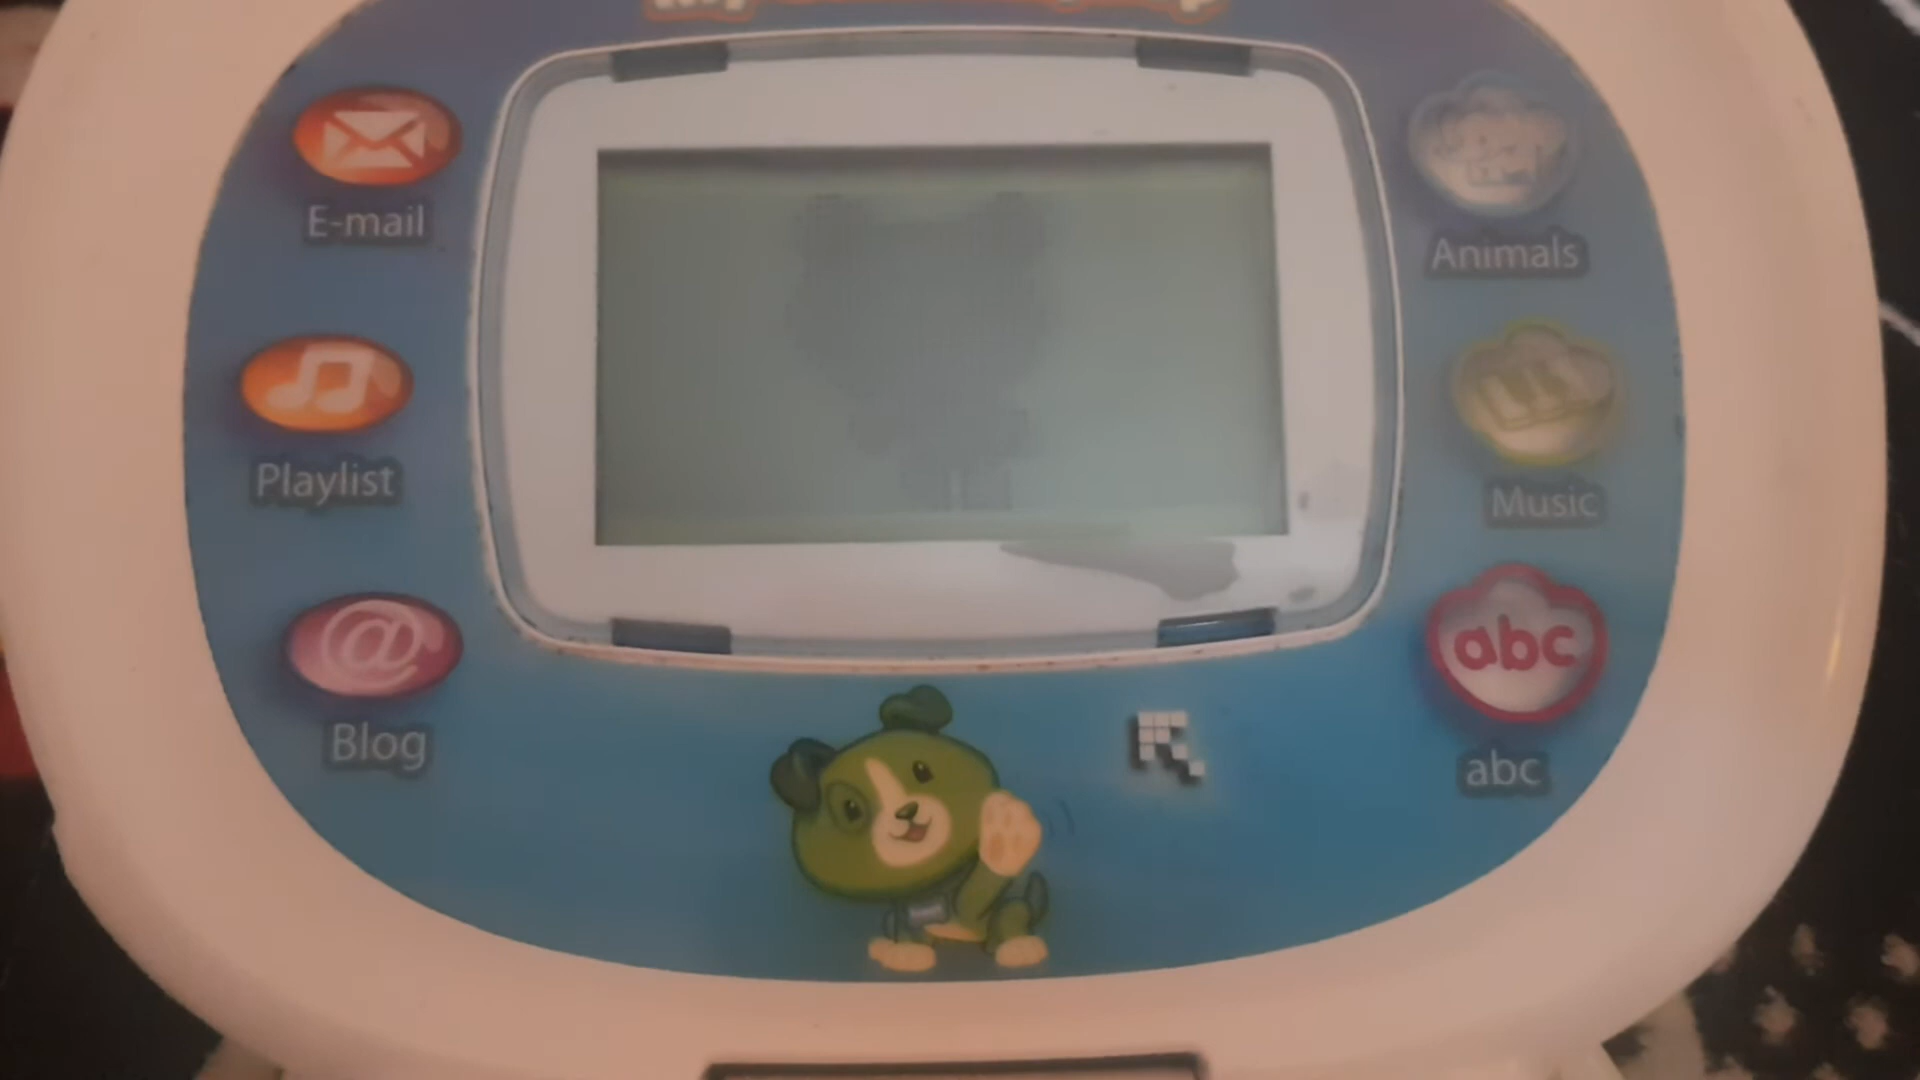 E-mail
Animals
Playlist
Music
abc
Blog
abc